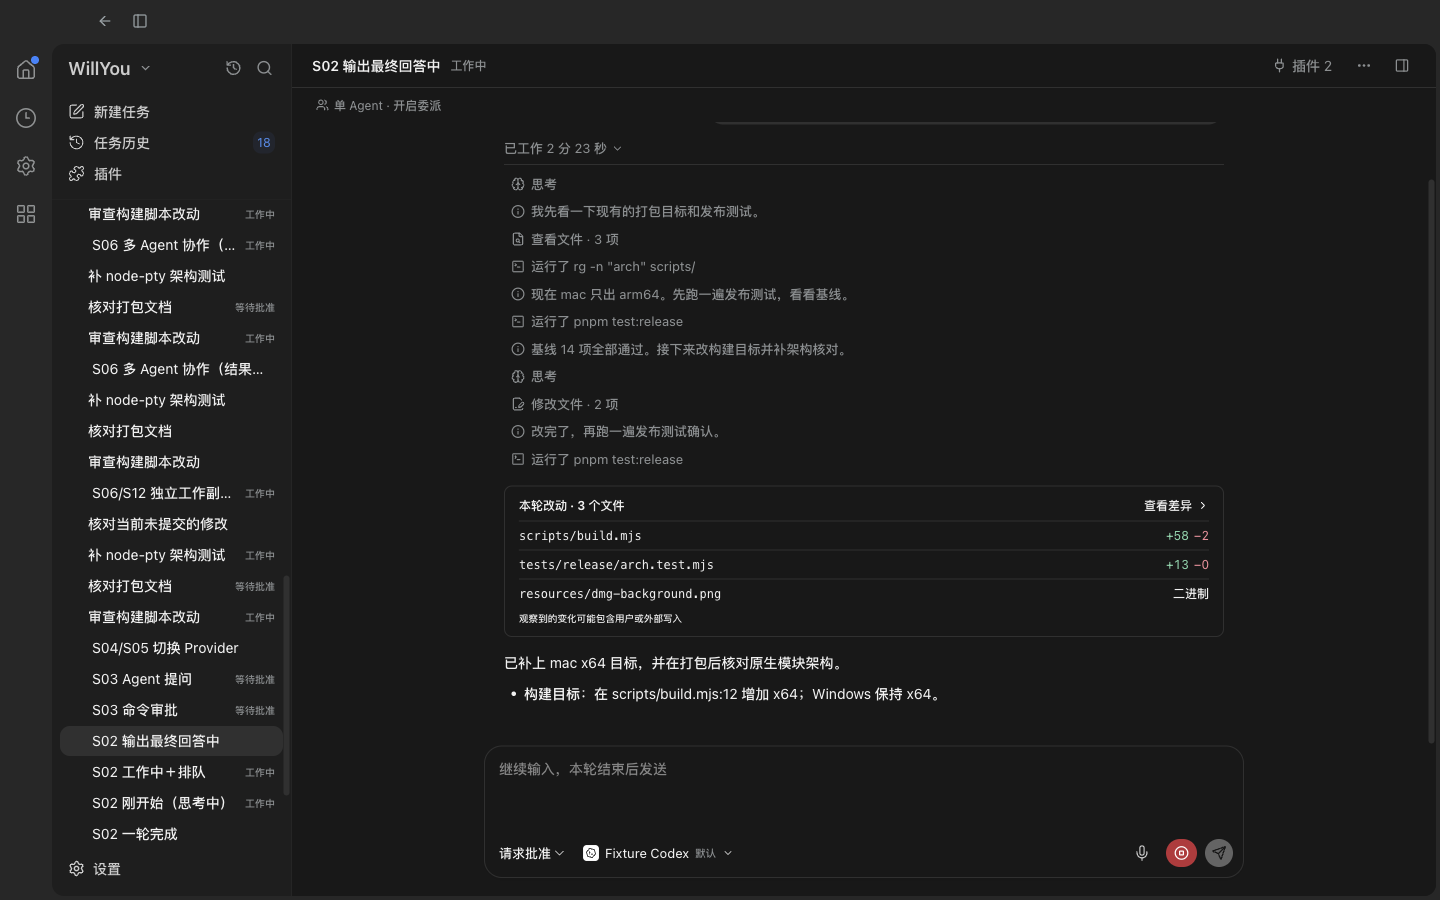 WillYou
新建任务
任务历史 18
插件
审查构建脚本改动 工作中
S06 多 Agent 协作（... 工作中
补 node-pty 架构测试
核对打包文档 等待批准
审查构建脚本改动 工作中
S06 多 Agent 协作（结果...
补 node-pty 架构测试
核对打包文档
审查构建脚本改动
S06/S12 独立工作副... 工作中
核对当前未提交的修改
补 node-pty 架构测试 工作中
核对打包文档 等待批准
审查构建脚本改动 工作中
S04/S05 切换 Provider
S03 Agent 提问 等待批准
S03 命令审批 等待批准
S02 输出最终回答中
S02 工作中＋排队 工作中
S02 刚开始（思考中） 工作中
S02 一轮完成
设置
S02 输出最终回答中 工作中
插件 2
单 Agent · 开启委派
已工作 2 分 23 秒
思考
我先看一下现有的打包目标和发布测试。
查看文件 · 3 项
运行了 rg -n "arch" scripts/
现在 mac 只出 arm64。先跑一遍发布测试，看看基线。
运行了 pnpm test:release
基线 14 项全部通过。接下来改构建目标并补架构核对。
思考
修改文件 · 2 项
改完了，再跑一遍发布测试确认。
运行了 pnpm test:release
本轮改动 · 3 个文件 查看差异
scripts/build.mjs +58 −2
tests/release/arch.test.mjs +13 −0
resources/dmg-background.png 二进制
观察到的变化可能包含用户或外部写入
已补上 mac x64 目标，并在打包后核对原生模块架构。
• 构建目标：在 scripts/build.mjs:12 增加 x64；Windows 保持 x64。
继续输入，本轮结束后发送
请求批准 Fixture Codex 默认